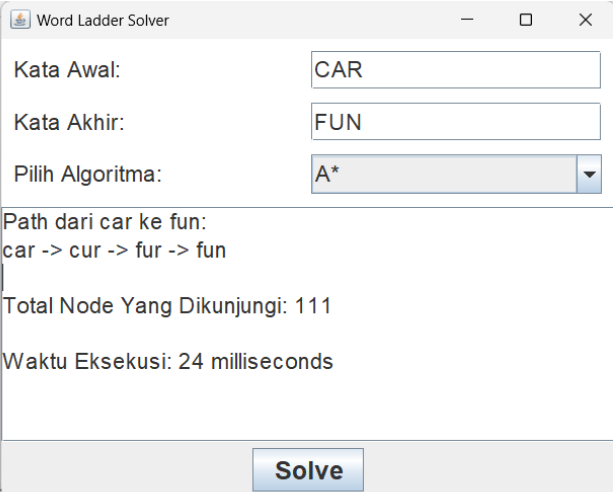 Word Ladder Solver
Kata Awal: CAR
Kata Akhir: FUN
Pilih Algoritma: A*
Path dari car ke fun:
car -> cur -> fur -> fun
Total Node Yang Dikunjungi: 111
Waktu Eksekusi: 24 milliseconds
Solve